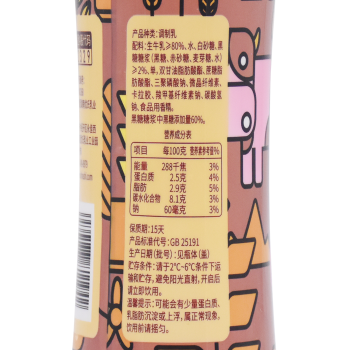 产品种类：调制乳
配料：生牛乳≥80%、水、白砂糖、黑
糖糖浆（黑糖、赤砂糖、麦芽糖、水）
≥2%、单，双甘油脂肪酸酯、蔗糖脂
肪酸酯、三聚磷酸钠、微晶纤维素、
卡拉胶、羧甲基纤维素钠、碳酸氢
钠、食品用香精。
黑糖糖浆中黑糖添加量60%。
营养成分表
项目 每100克 营养素参考值%
能量 288千焦 3%
蛋白质 2.5克 4%
脂肪 2.9克 5%
碳水化合物 8.1克 3%
钠 60毫克 3%
保质期：15天
产品标准代号：GB 25191
生产日期（批号）：见瓶体（盖）
贮存条件：请于2℃~6℃条件下运
输和贮存，避免阳光直射，开启后
请立即饮用。
温馨提示：可能会有少量蛋白质、
乳脂肪沉淀或上浮，属正常现象，
饮用前请摇匀。